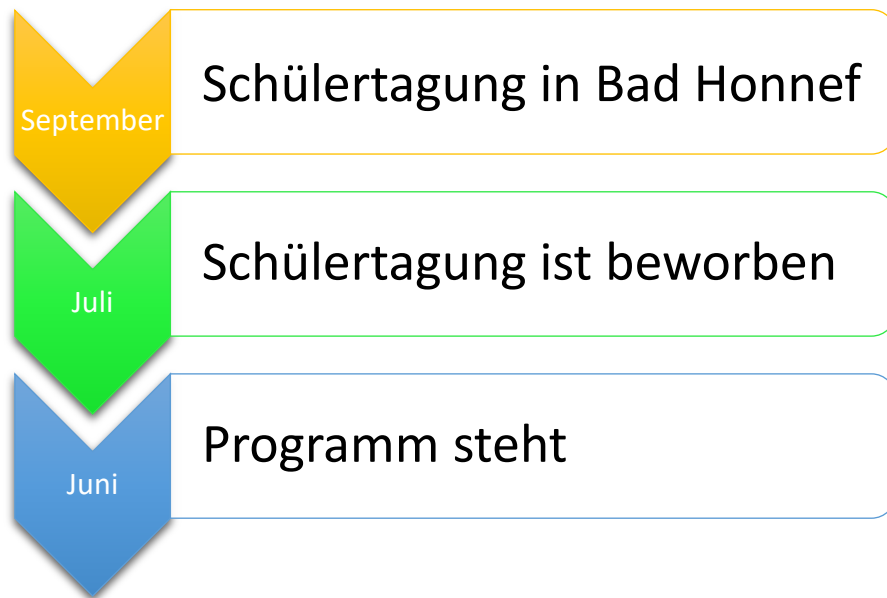 September
Schülertagung in Bad Honnef
Juli
Schülertagung ist beworben
Juni
Programm steht